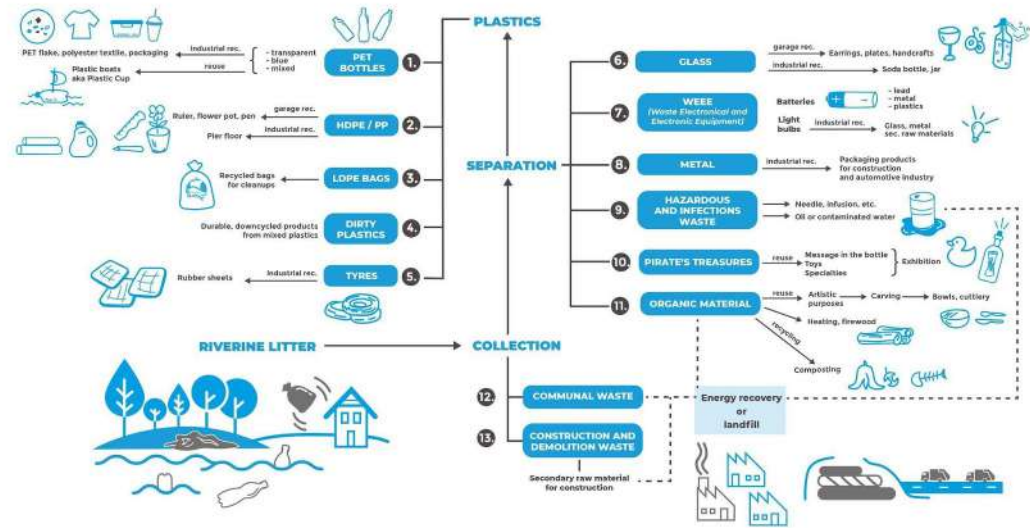 PLASTICS
PET
BOTTLES
1.
- transparent
- blue
- mixed
industrial rec.
PET flake, polyester textile, packaging
reuse
Plastic boats
aka Plastic Cup
HDPE / PP
2.
garage rec.
Ruler, flower pot, pen
industrial rec.
Pier floor
LDPE BAGS
3.
Recycled bags
for cleanups
DIRTY
PLASTICS
4.
Durable, downcycled products
from mixed plastics
TYRES
5.
industrial rec.
Rubber sheets
SEPARATION
6.
GLASS
garage rec.
Earrings, plates, handcrafts
industrial rec.
Soda bottle, jar
7.
WEEE
(Waste Electronical and
Electronic Equipment)
Batteries
+ -
- lead
- metal
- plastics
Light
bulbs
industrial rec.
Glass, metal
sec. raw materials
8.
METAL
industrial rec.
Packaging products
for construction
and automotive industry
9.
HAZARDOUS
AND INFECTIONS
WASTE
Needle, infusion, etc.
Oil or contaminated water
10.
PIRATE'S TREASURES
reuse
Message in the bottle
Toys
Specialties
Exhibition
11.
ORGANIC MATERIAL
reuse
Artistic
purposes
Carving
Bowls, cuttlery
Heating, firewood
recycling
Composting
RIVERINE LITTER
COLLECTION
12.
COMMUNAL WASTE
13.
CONSTRUCTION AND
DEMOLITION WASTE
Secondary raw material
for construction
Energy recovery
or
landfill